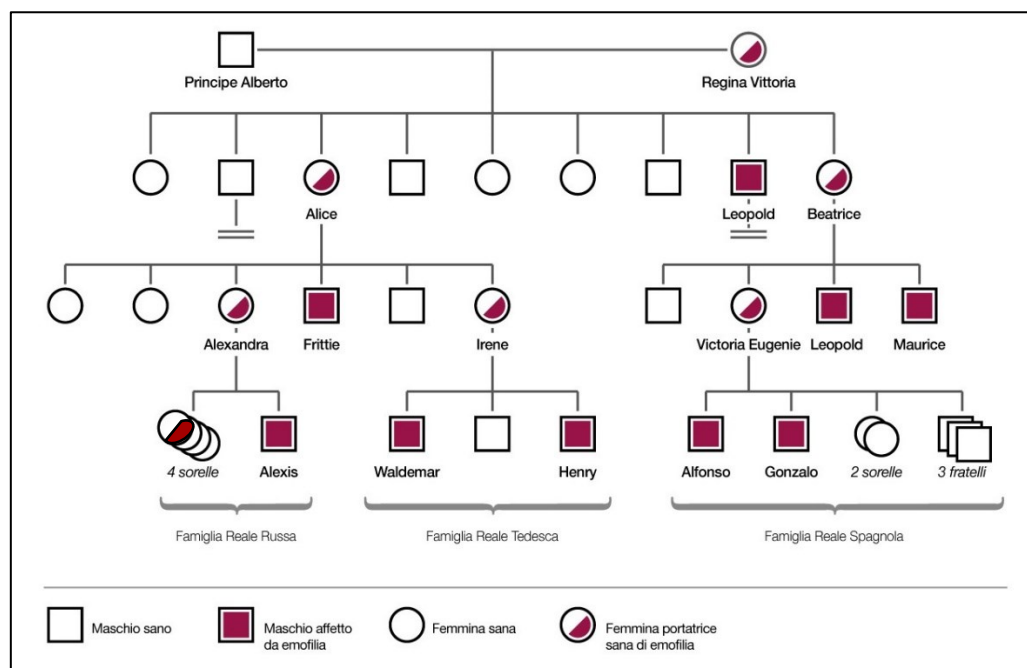 Principe Alberto
Regina Vittoria
Alice
Leopold
Beatrice
Alexandra
Frittie
Irene
Victoria Eugenie
Leopold
Maurice
4 sorelle
Alexis
Waldemar
Henry
Alfonso
Gonzalo
2 sorelle
3 fratelli
Famiglia Reale Russa
Famiglia Reale Tedesca
Famiglia Reale Spagnola
Maschio sano
Maschio affetto
da emofilia
Femmina sana
Femmina portatrice
sana di emofilia